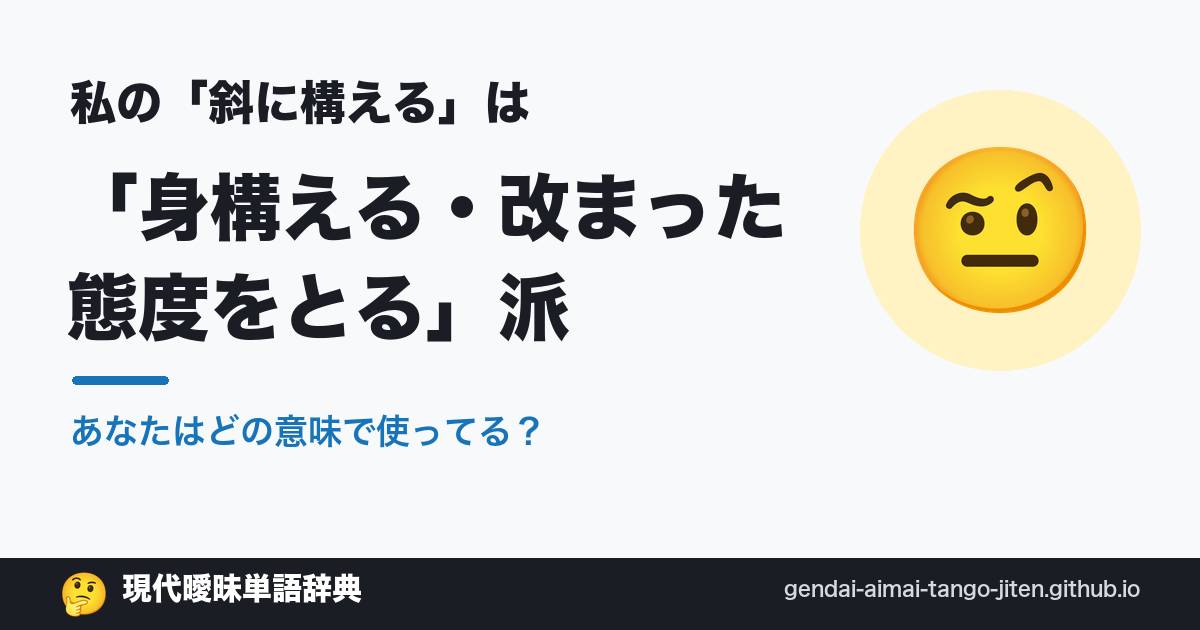 私の「斜に構える」は
「身構える・改まった
態度をとる」派
あなたはどの意味で使ってる？
現代曖昧単語辞典
gendai-aimai-tango-jiten.github.io